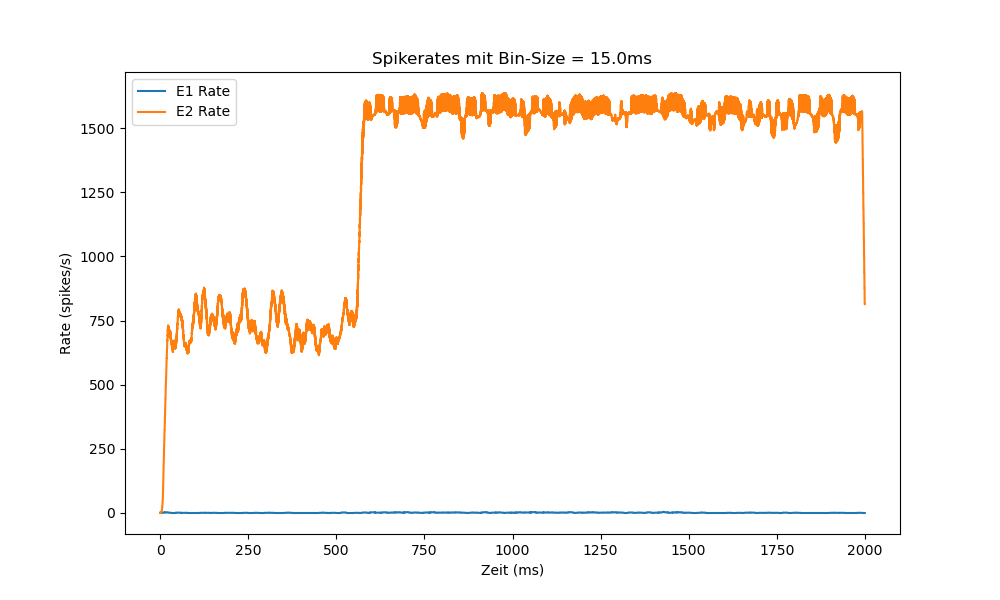 Spikerates mit Bin-Size = 15.0ms
E1 Rate
E2 Rate
1500
1250
1000
750
500
250
0
Rate (spikes/s)
0 250 500 750 1000 1250 1500 1750 2000
Zeit (ms)